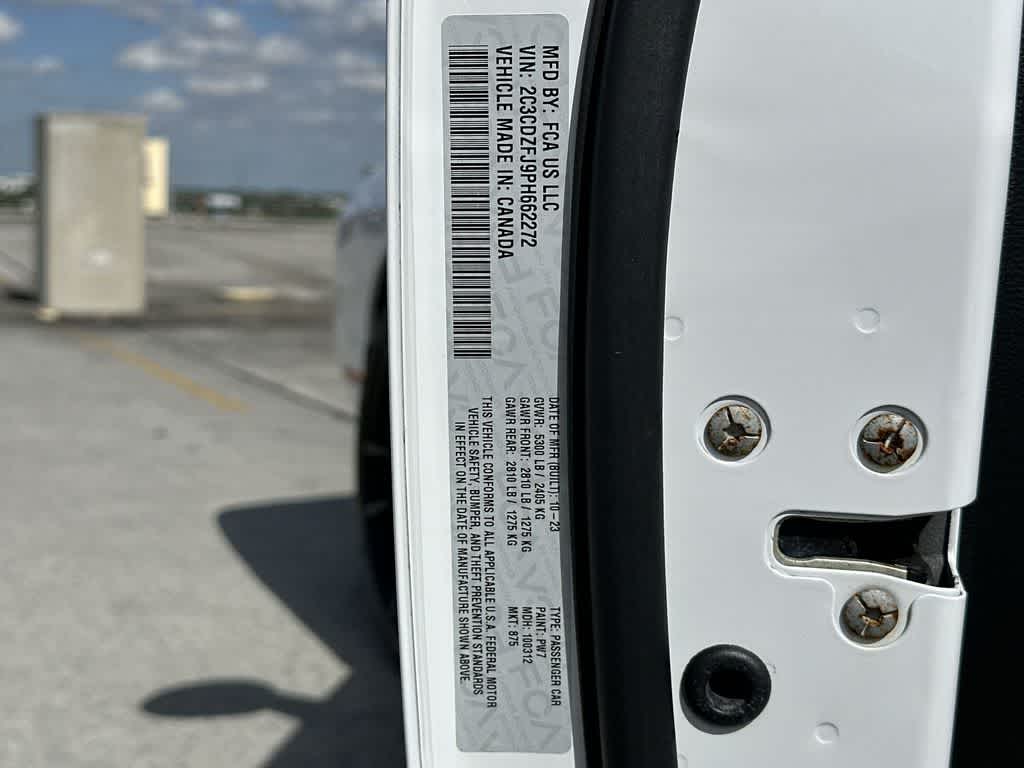 MFD BY: FCA US LLC
VIN: 2C3CDZFJ9PH662272
VEHICLE MADE IN: CANADA
DATE OF MFR (BUILT): 10-23
GVWR: 5300 LB / 2405 KG
GAWR FRONT: 2810 LB / 1275 KG
GAWR REAR: 2810 LB / 1275 KG
TYPE: PASSENGER CAR
PAINT: PW7
MDH: 100312
MKT: 875
THIS VEHICLE CONFORMS TO ALL APPLICABLE U.S.A. FEDERAL MOTOR
VEHICLE SAFETY, BUMPER, AND THEFT PREVENTION STANDARDS
IN EFFECT ON THE DATE OF MANUFACTURE SHOWN ABOVE.